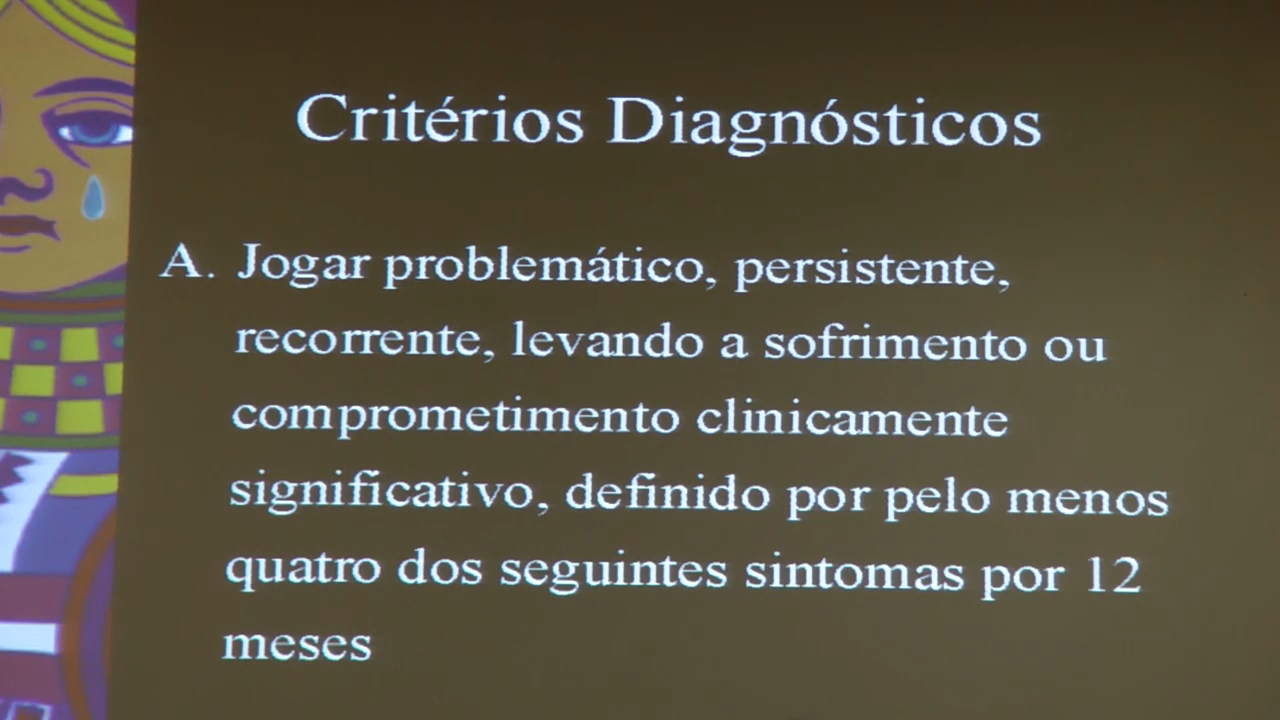 Critérios Diagnósticos
A. Jogar problemático, persistente,
recorrente, levando a sofrimento ou
comprometimento clinicamente
significativo, definido por pelo menos
quatro dos seguintes sintomas por 12
meses